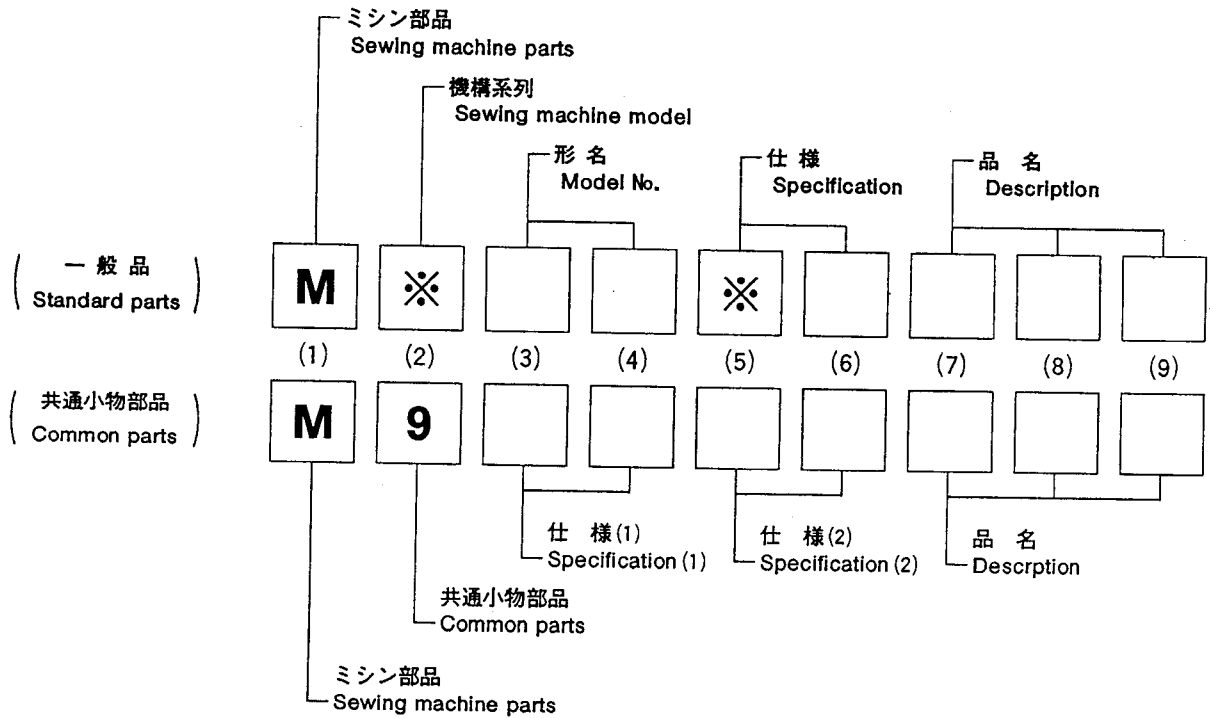 ミシン部品
Sewing machine parts
機構系列
Sewing machine model
形 名
Model No.
仕 様
Specification
品 名
Description
( 一 般 品
Standard parts )
M ※ ※
(1) (2) (3) (4) (5) (6) (7) (8) (9)
( 共通小物部品
Common parts )
M 9
仕 様(1)
Specification(1)
仕 様(2)
Specification(2)
品 名
Descrption
共通小物部品
Common parts
ミシン部品
Sewing machine parts